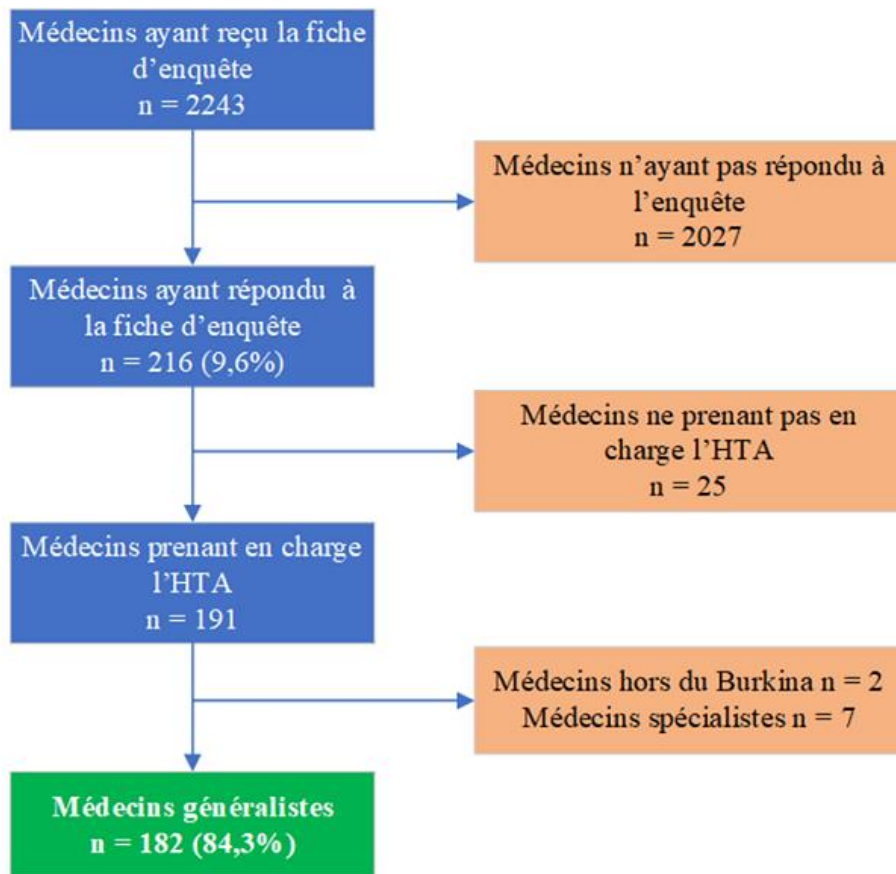 Médecins ayant reçu la fiche
d’enquête
n = 2243
Médecins n’ayant pas répondu à
l’enquête
n = 2027
Médecins ayant répondu à
la fiche d’enquête
n = 216 (9,6%)
Médecins ne prenant pas en
charge l’HTA
n = 25
Médecins prenant en charge
l’HTA
n = 191
Médecins hors du Burkina n = 2
Médecins spécialistes n = 7
Médecins généralistes
n = 182 (84,3%)